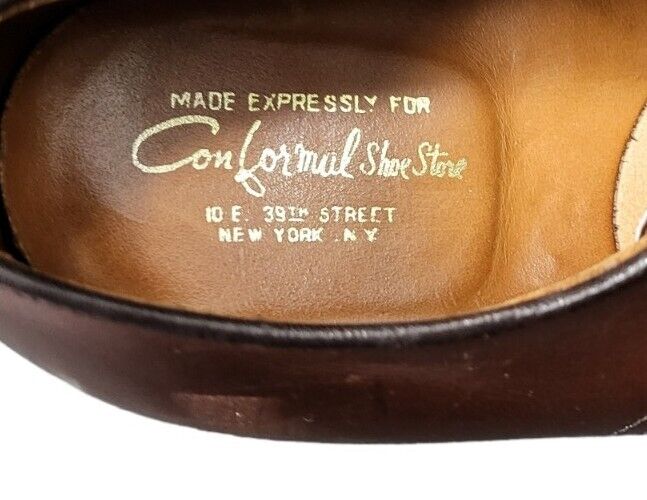 MADE EXPRESSLY FOR
Conformal Shoe Store
10 E. 39TH STREET
NEW YORK N Y